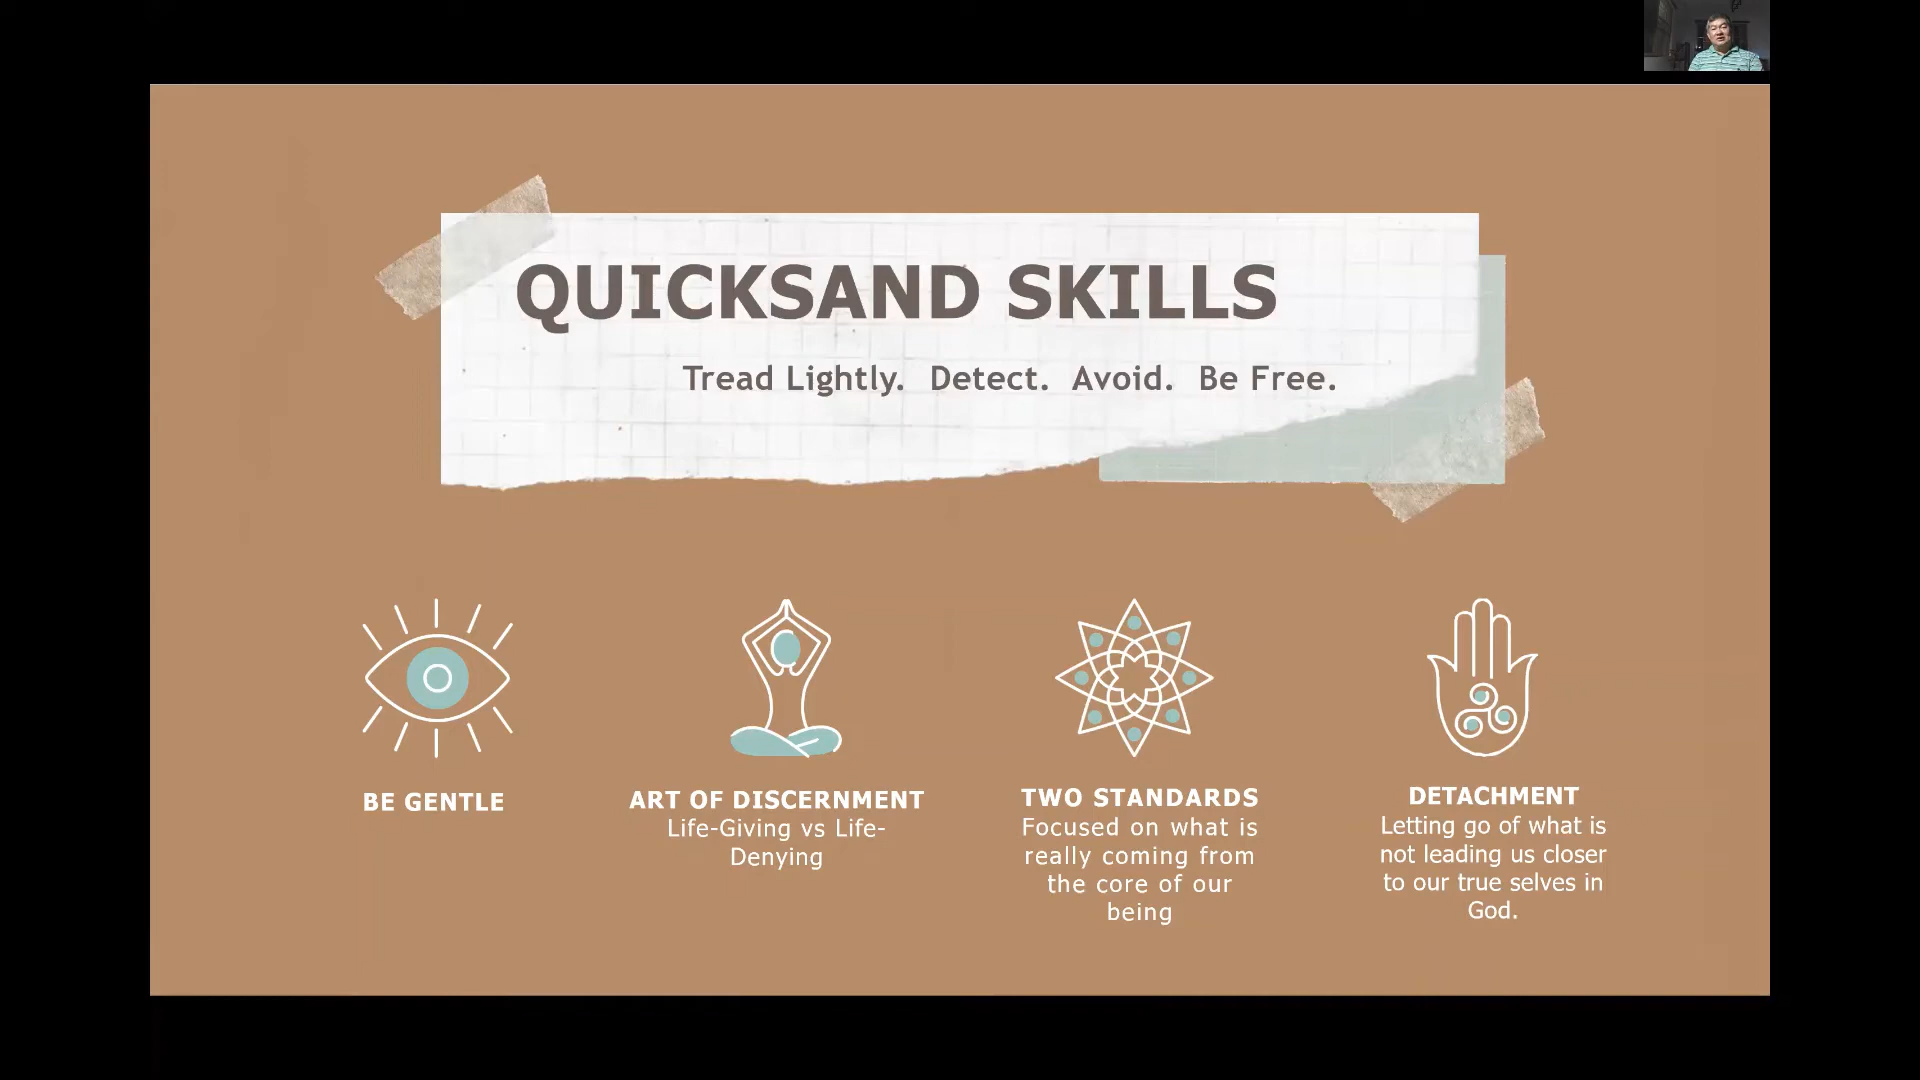 QUICKSAND SKILLS
Tread Lightly. Detect. Avoid. Be Free.
BE GENTLE
ART OF DISCERNMENT
Life-Giving vs Life-
Denying
TWO STANDARDS
Focused on what is
really coming from
the core of our
being
DETACHMENT
Letting go of what is
not leading us closer
to our true selves in
God.